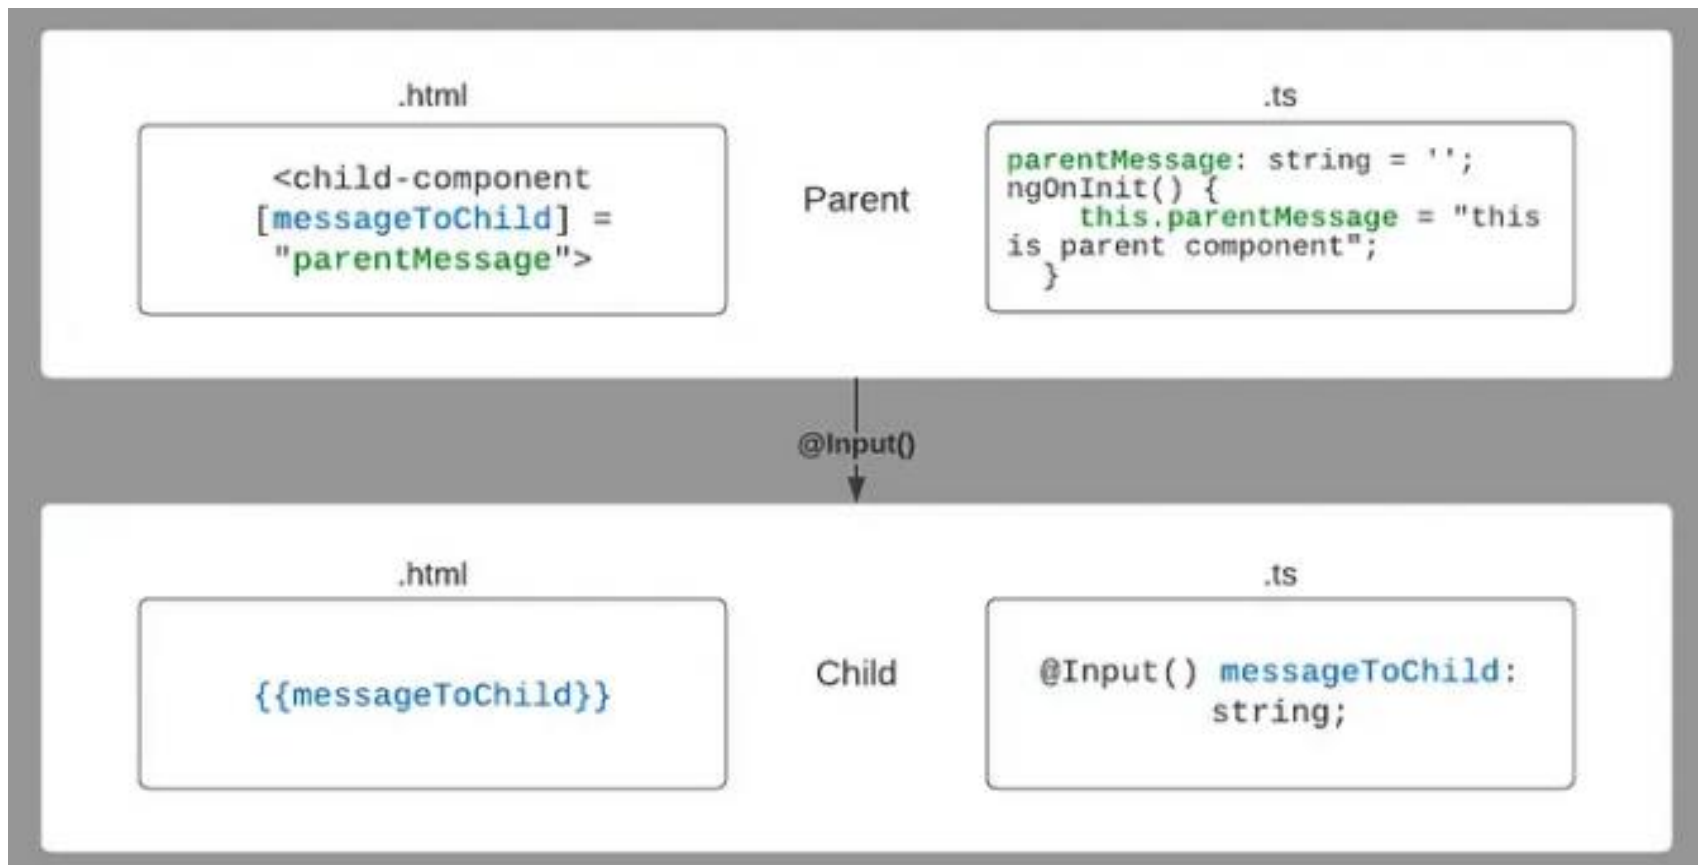 .html
<child-component
[messageToChild] =
"parentMessage">
Parent
.ts
parentMessage: string = '';
ngOnInit() {
    this.parentMessage = "this
is parent component";
  }
@Input()
.html
{{messageToChild}}
Child
.ts
@Input() messageToChild:
string;